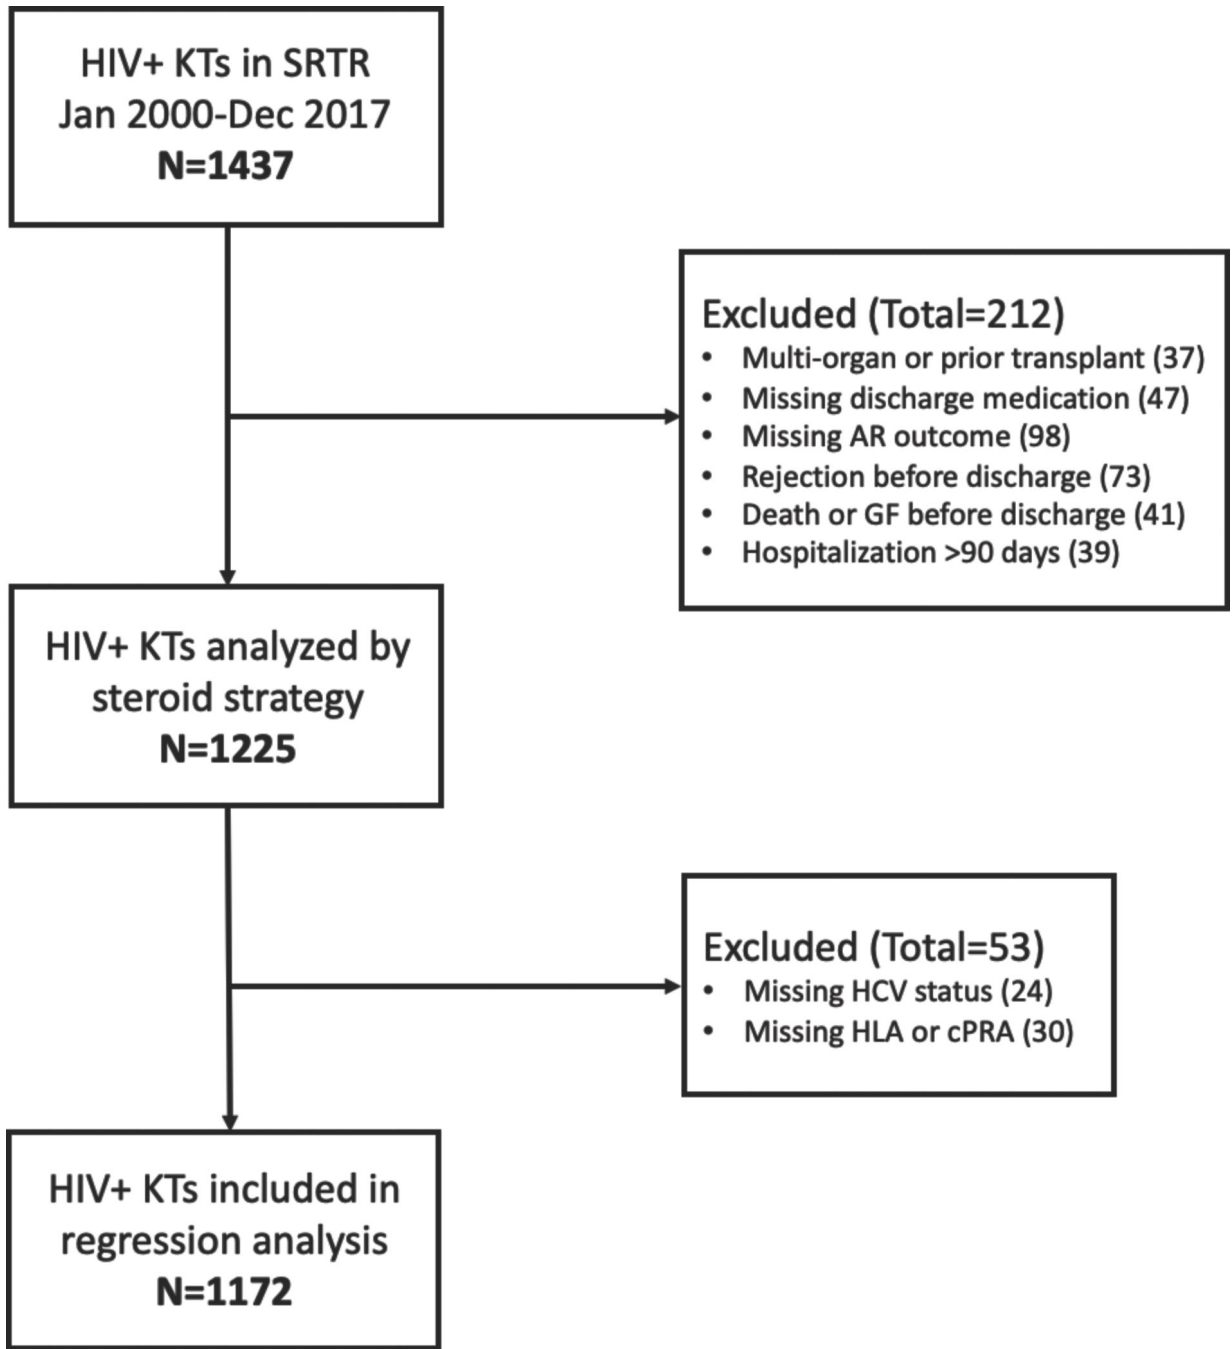 HIV+ KTs in SRTR
Jan 2000-Dec 2017
N=1437
Excluded (Total=212)
• Multi-organ or prior transplant (37)
• Missing discharge medication (47)
• Missing AR outcome (98)
• Rejection before discharge (73)
• Death or GF before discharge (41)
• Hospitalization >90 days (39)
HIV+ KTs analyzed by
steroid strategy
N=1225
Excluded (Total=53)
• Missing HCV status (24)
• Missing HLA or cPRA (30)
HIV+ KTs included in
regression analysis
N=1172